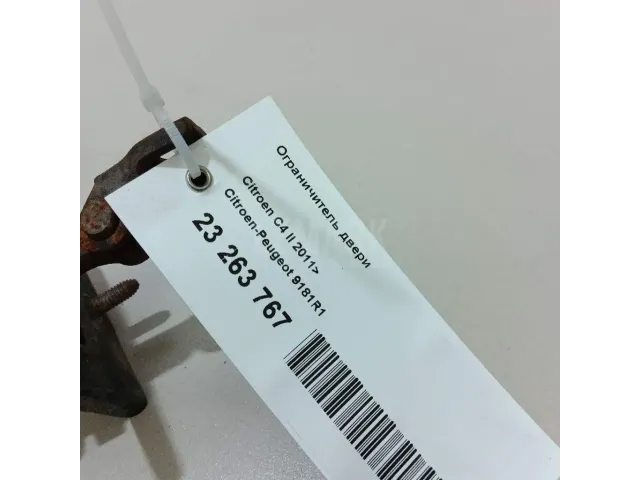 Ограничитель двери
Citroen C4 II 2011>
Citroen-Peugeot 9181R1
23 263 767